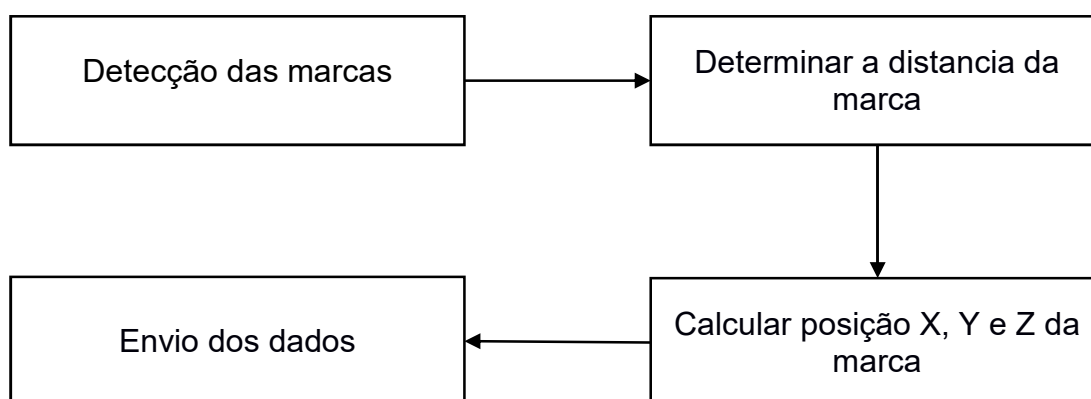 Detecção das marcas
Determinar a distancia da
marca
Calcular posição X, Y e Z da
marca
Envio dos dados